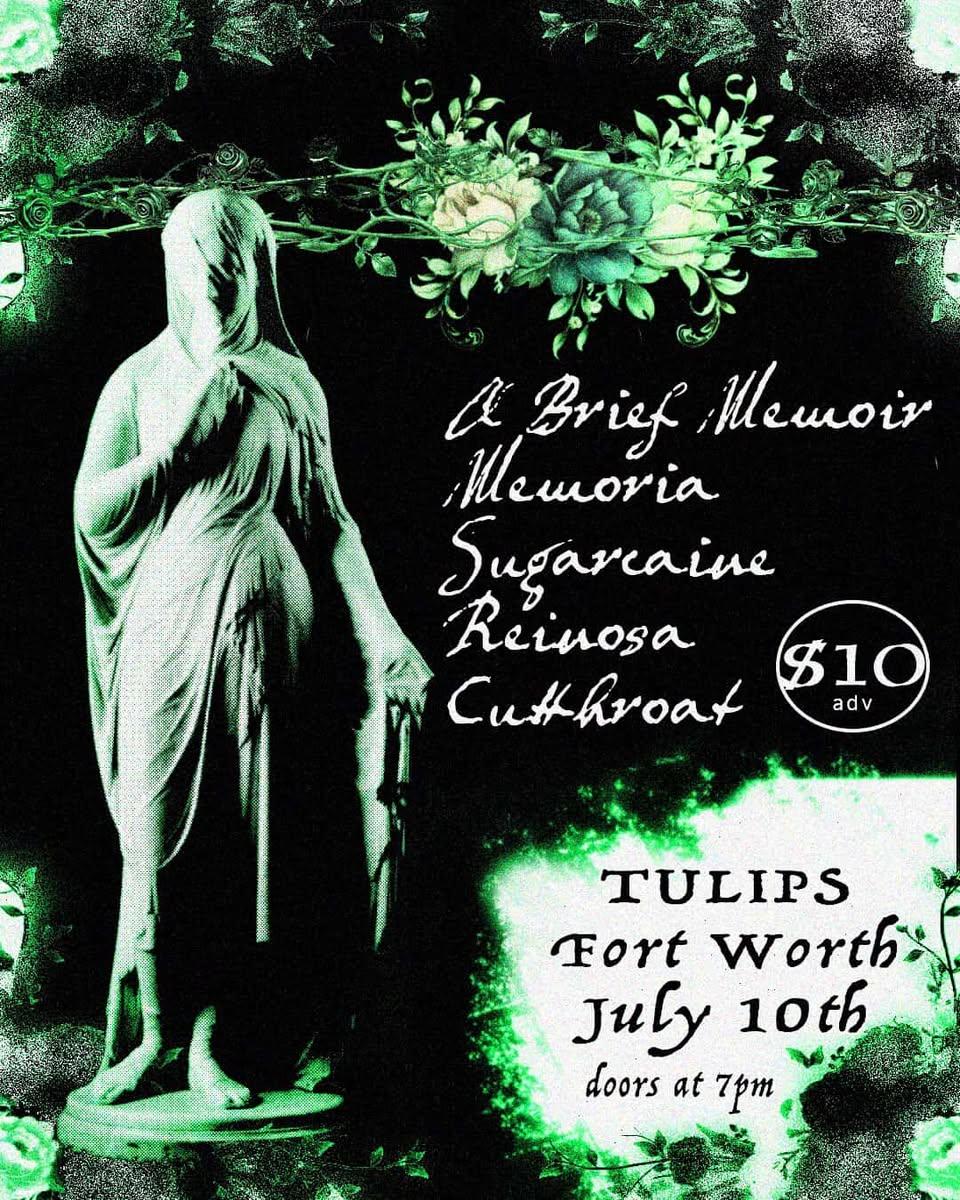 A Brief Memoir
Memoria
Sugarcaine
Reinosa
Cutthroat
$10
adv
TULIPS
Fort Worth
July 10th
doors at 7pm